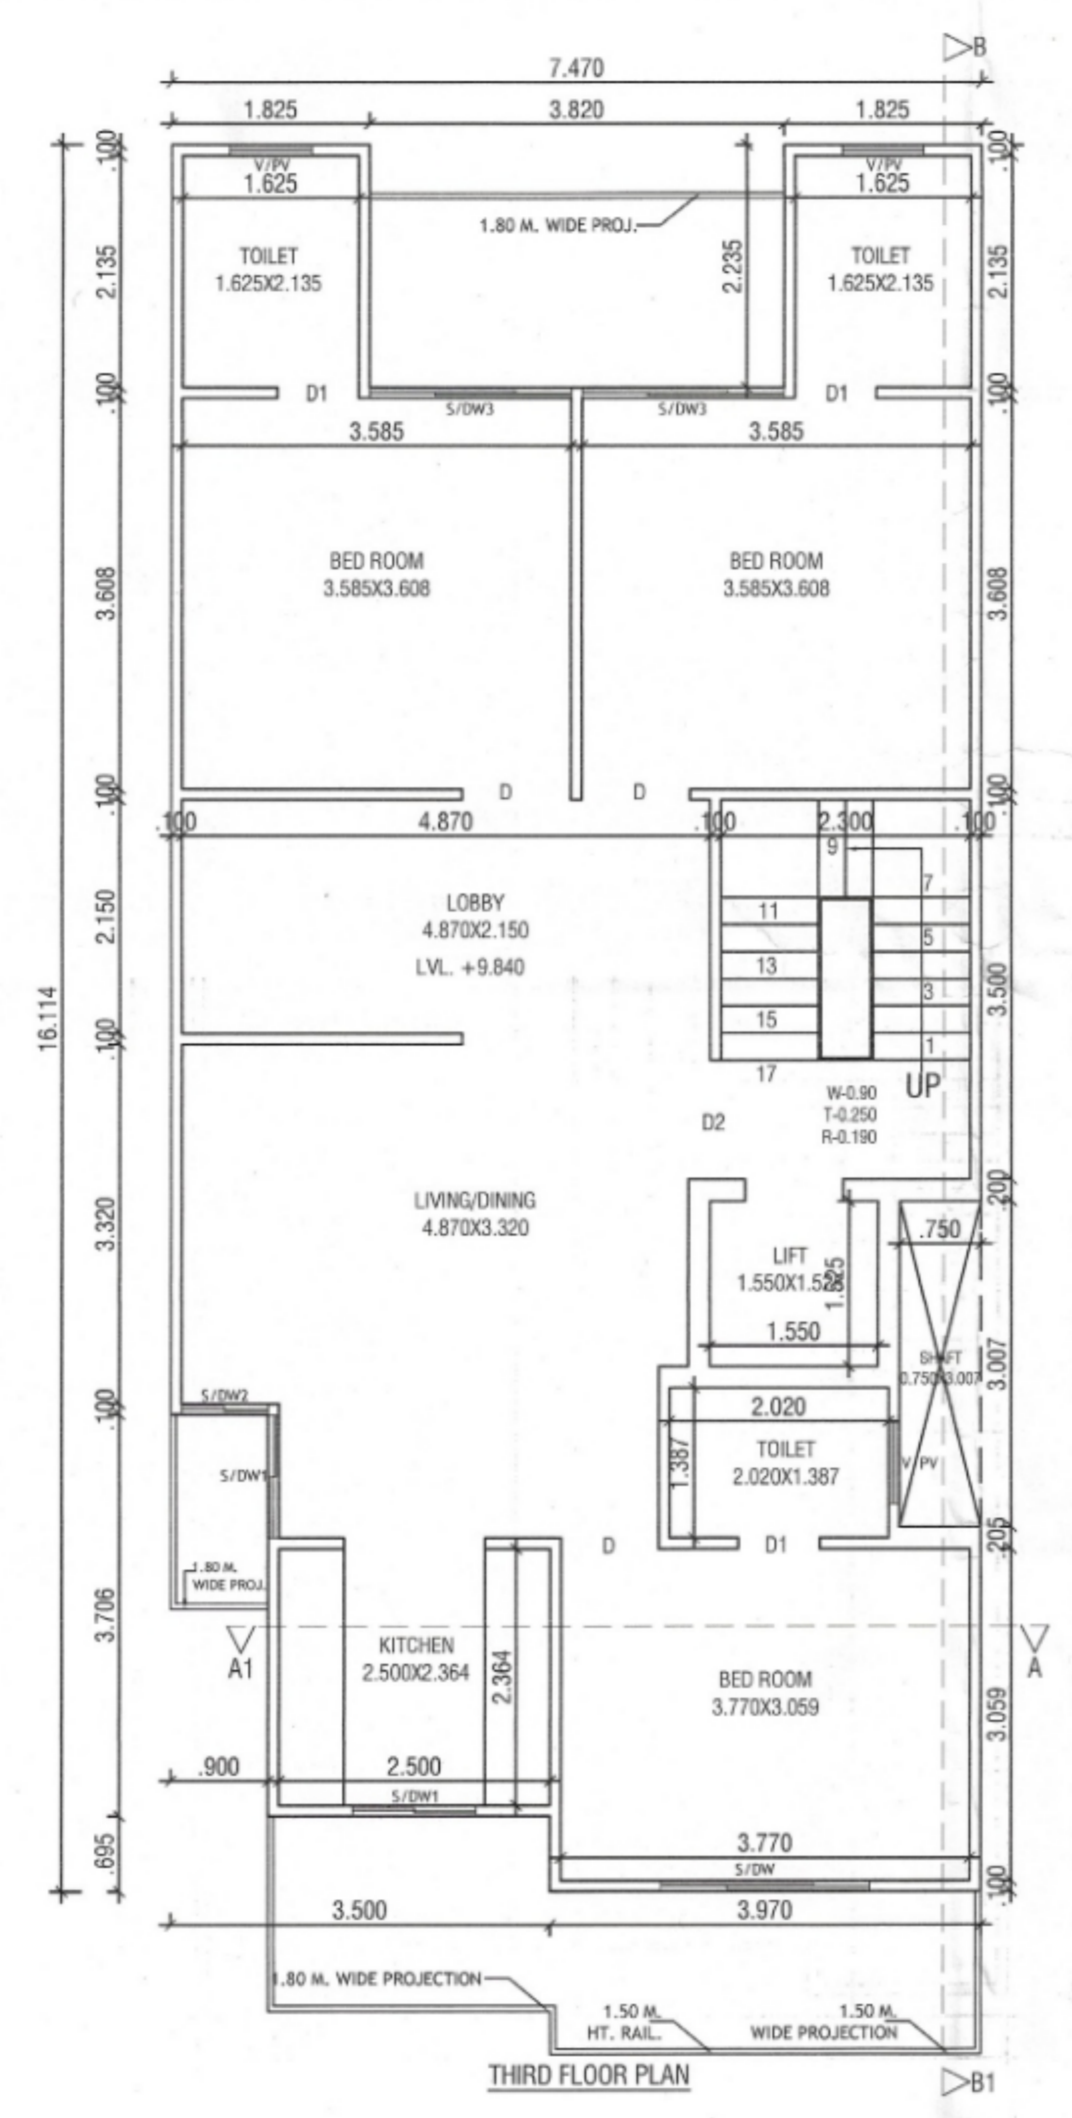 B
7.470
1.825 3.820 1.825
.100 V/PV V/PV .100
1.625 1.625
1.80 M. WIDE PROJ.
2.135 TOILET 2.235 TOILET 2.135
1.625X2.135 1.625X2.135
.100 D1 D1 .100
S/DW3 S/DW3
3.585 3.585
BED ROOM BED ROOM
3.608 3.585X3.608 3.585X3.608 3.608
.100 D D .100
.100 4.870 .100 2.300 .100
9
7
11
LOBBY
2.150 4.870X2.150 5
LVL. +9.840 13
3
3.500
15
16.114 .100 1
17 UP
W-0.90
T-0.250
R-0.190
D2
.200
LIVING/DINING
3.320 4.870X3.320
.750
LIFT
1.550X1.525
1.525
1.550
SHAFT
0.750X3.007
3.007
.100 S/DW2
2.020
S/DW1 1.387 TOILET
2.020X1.387 V/PV
D D1 .205
1.80 M.
WIDE PROJ.
3.706
A1 KITCHEN A
2.500X2.364 2.364
BED ROOM
3.770X3.059 3.059
.900 2.500
S/DW1
.695 3.770
S/DW
.100
3.500 3.970
1.80 M. WIDE PROJECTION
1.50 M. 1.50 M.
HT. RAIL. WIDE PROJECTION
THIRD FLOOR PLAN
B1